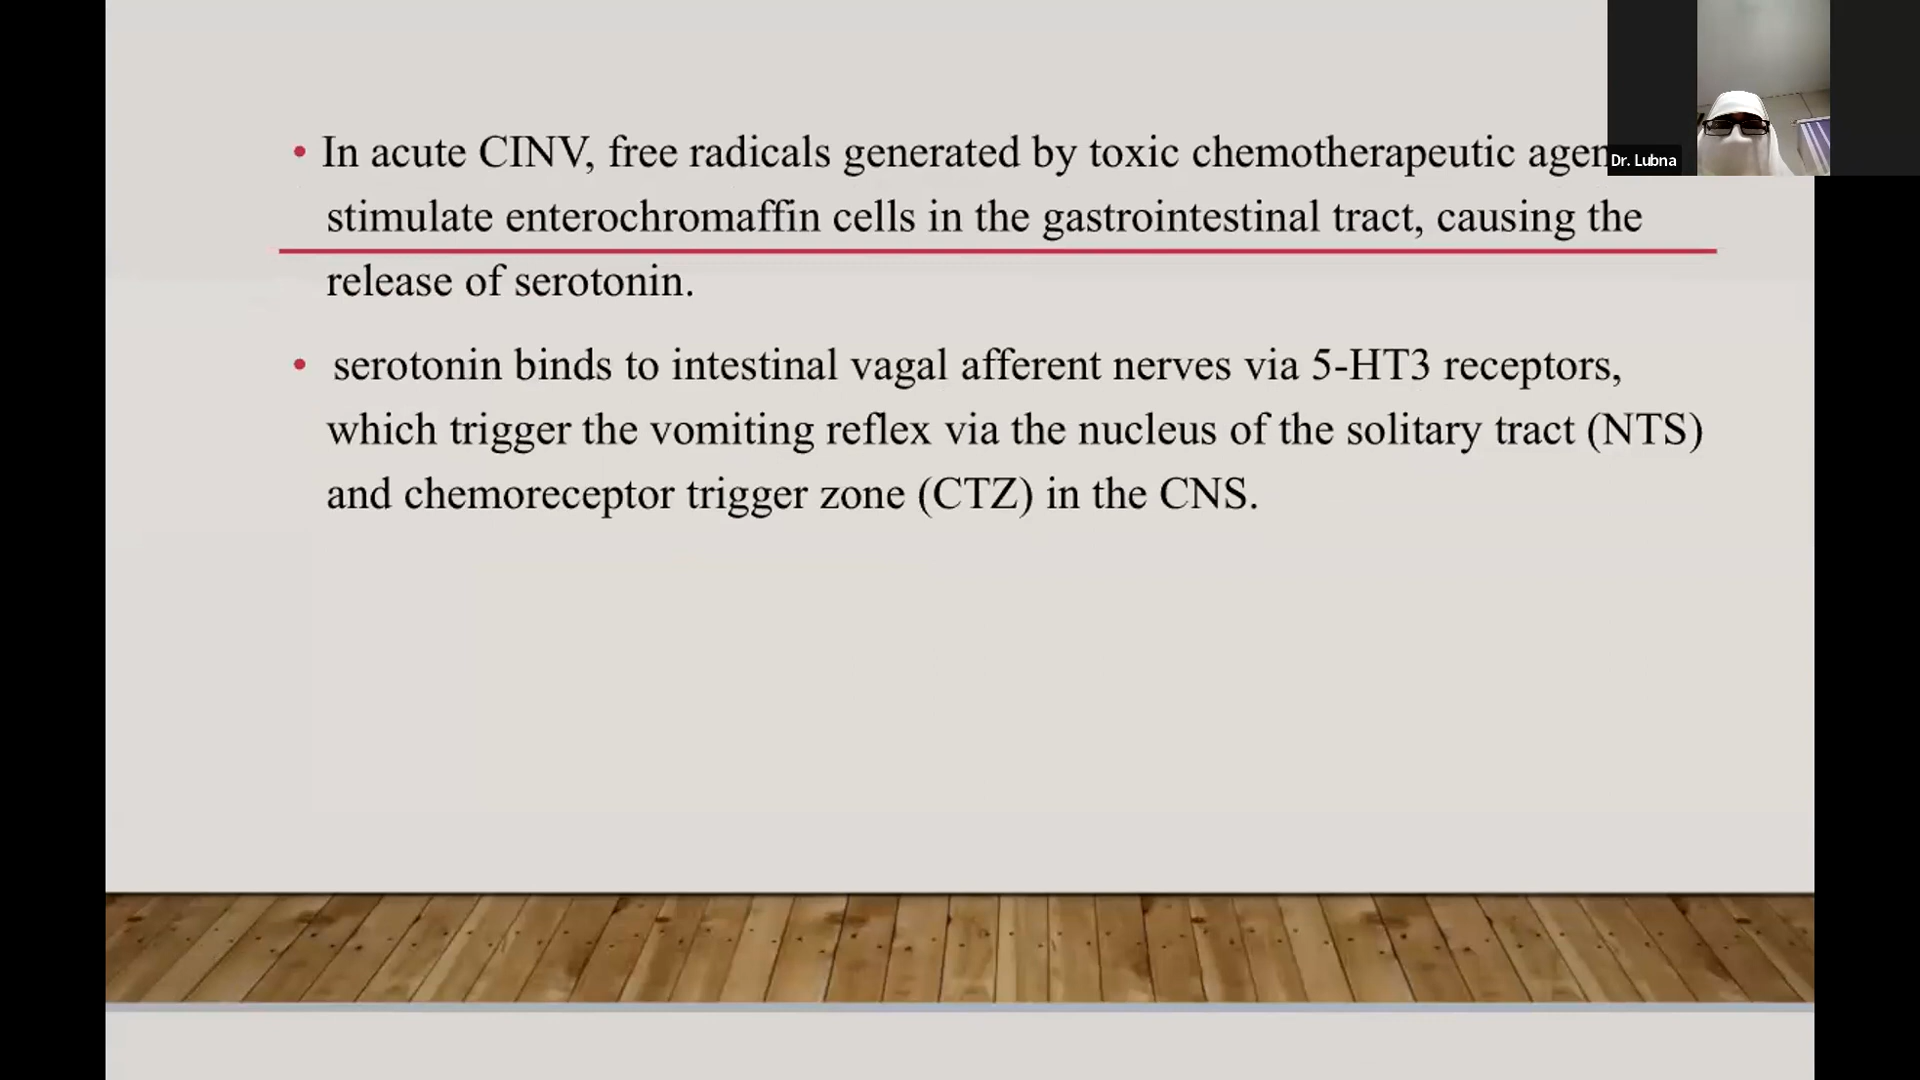 • In acute CINV, free radicals generated by toxic chemotherapeutic
stimulate enterochromaffin cells in the gastrointestinal tract, causing the
release of serotonin.
• serotonin binds to intestinal vagal afferent nerves via 5-HT3 receptors,
which trigger the vomiting reflex via the nucleus of the solitary tract (NTS)
and chemoreceptor trigger zone (CTZ) in the CNS.
Dr. Lubna